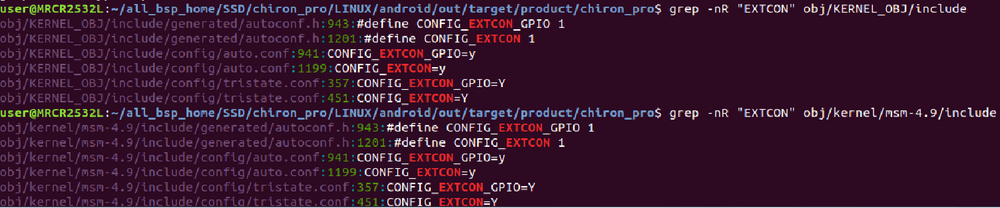 user@MRCR2532L:~/all_bsp_home/SSD/chiron_pro/LINUX/android/out/target/product/chiron_pro$ grep -nR "EXTCON" obj/KERNEL_OBJ/include
obj/KERNEL_OBJ/include/generated/autoconf.h:943:#define CONFIG_EXTCON_GPIO 1
obj/KERNEL_OBJ/include/generated/autoconf.h:1201:#define CONFIG_EXTCON 1
obj/KERNEL_OBJ/include/config/auto.conf:941:CONFIG_EXTCON_GPIO=y
obj/KERNEL_OBJ/include/config/auto.conf:1199:CONFIG_EXTCON=y
obj/KERNEL_OBJ/include/config/tristate.conf:357:CONFIG_EXTCON_GPIO=Y
obj/KERNEL_OBJ/include/config/tristate.conf:451:CONFIG_EXTCON=Y
user@MRCR2532L:~/all_bsp_home/SSD/chiron_pro/LINUX/android/out/target/product/chiron_pro$ grep -nR "EXTCON" obj/kernel/msm-4.9/include
obj/kernel/msm-4.9/include/generated/autoconf.h:943:#define CONFIG_EXTCON_GPIO 1
obj/kernel/msm-4.9/include/generated/autoconf.h:1201:#define CONFIG_EXTCON 1
obj/kernel/msm-4.9/include/config/auto.conf:941:CONFIG_EXTCON_GPIO=y
obj/kernel/msm-4.9/include/config/auto.conf:1199:CONFIG_EXTCON=y
obj/kernel/msm-4.9/include/config/tristate.conf:357:CONFIG_EXTCON_GPIO=Y
obj/kernel/msm-4.9/include/config/tristate.conf:451:CONFIG_EXTCON=Y